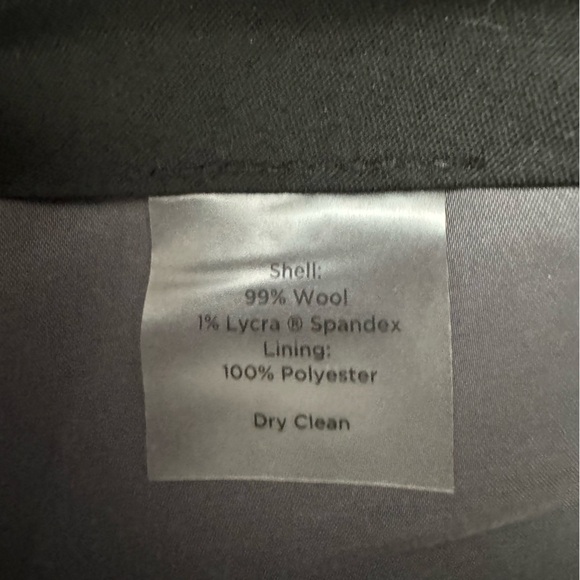 Shell:
99% Wool
1% Lycra ® Spandex
Lining:
100% Polyester
Dry Clean